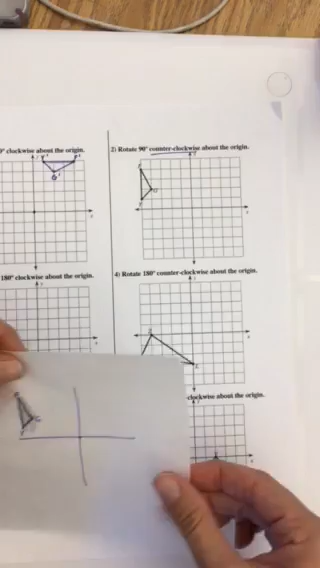 0° clockwise about the origin.
2) Rotate 90° counter-clockwise about the origin.
y
x
y
x
180° clockwise about the origin.
4) Rotate 180° counter-clockwise about the origin.
y
x
y
x
clockwise about the origin.
y
x